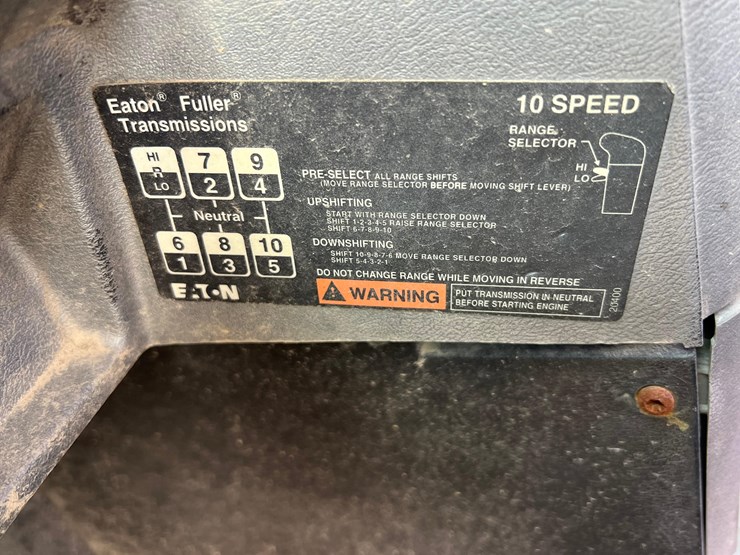 Eaton® Fuller®
Transmissions
10 SPEED
RANGE
SELECTOR
HI
LO
HI
R
LO
7
2
9
4
Neutral
6
1
8
3
10
5
PRE-SELECT ALL RANGE SHIFTS
(MOVE RANGE SELECTOR BEFORE MOVING SHIFT LEVER)
UPSHIFTING
START WITH RANGE SELECTOR DOWN
SHIFT 1-2-3-4-5 RAISE RANGE SELECTOR
SHIFT 6-7-8-9-10
DOWNSHIFTING
SHIFT 10-9-8-7-6 MOVE RANGE SELECTOR DOWN
SHIFT 5-4-3-2-1
DO NOT CHANGE RANGE WHILE MOVING IN REVERSE
EATON
WARNING
PUT TRANSMISSION IN NEUTRAL
BEFORE STARTING ENGINE